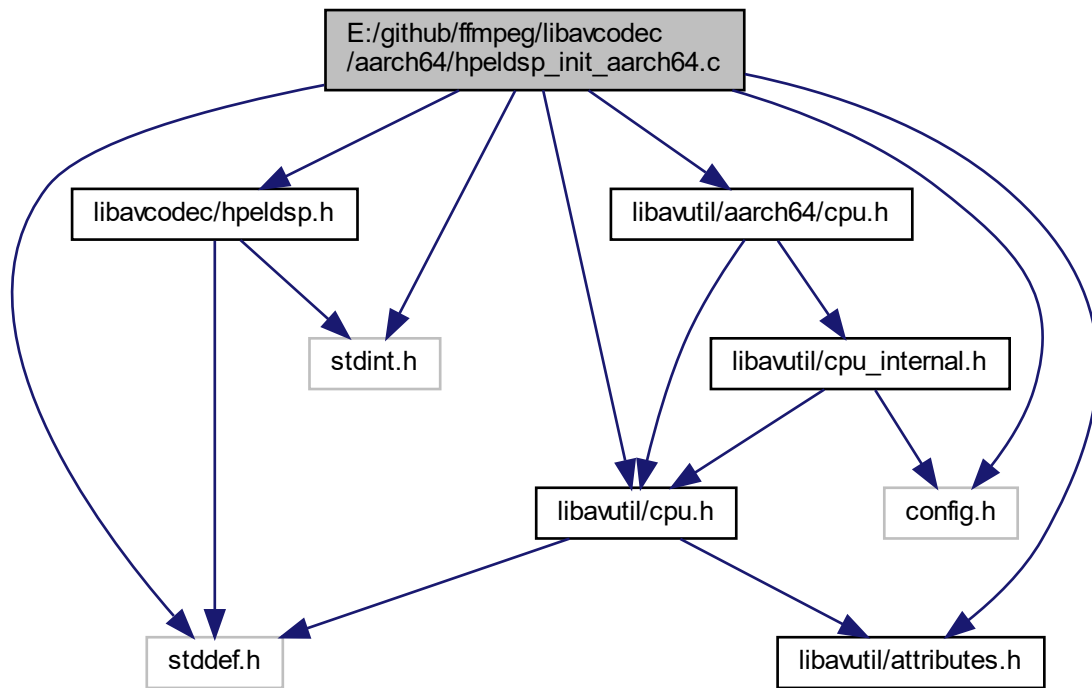 E:/github/ffmpeg/libavcodec
/aarch64/hpeldsp_init_aarch64.c
libavcodec/hpeldsp.h
libavutil/aarch64/cpu.h
stdint.h
libavutil/cpu_internal.h
libavutil/cpu.h
config.h
stddef.h
libavutil/attributes.h